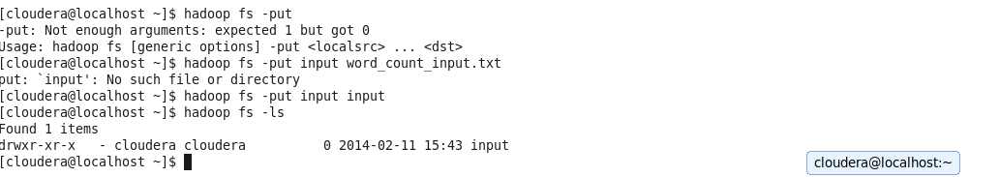 [cloudera@localhost ~]$ hadoop fs -put
-put: Not enough arguments: expected 1 but got 0
Usage: hadoop fs [generic options] -put <localsrc> ... <dst>
[cloudera@localhost ~]$ hadoop fs -put input word_count_input.txt
put: `input': No such file or directory
[cloudera@localhost ~]$ hadoop fs -put input input
[cloudera@localhost ~]$ hadoop fs -ls
Found 1 items
drwxr-xr-x   - cloudera cloudera          0 2014-02-11 15:43 input
[cloudera@localhost ~]$
cloudera@localhost:~